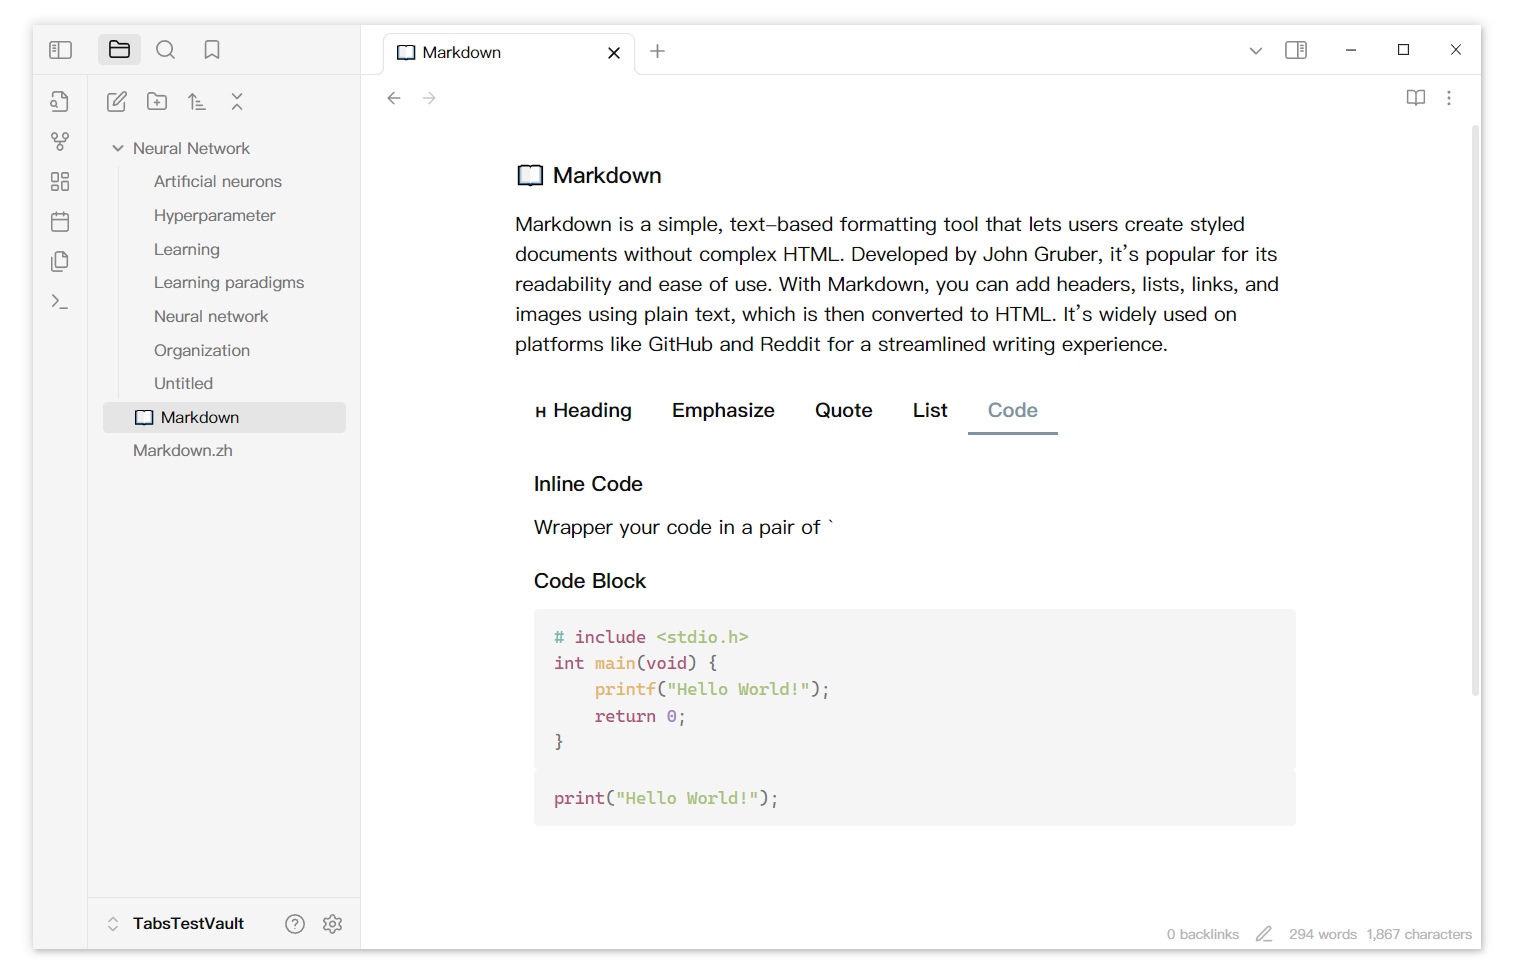 Markdown
Neural Network
Artificial neurons
Hyperparameter
Learning
Learning paradigms
Neural network
Organization
Untitled
Markdown
Markdown.zh
TabsTestVault
Markdown
Markdown is a simple, text-based formatting tool that lets users create styled
documents without complex HTML. Developed by John Gruber, it's popular for its
readability and ease of use. With Markdown, you can add headers, lists, links, and
images using plain text, which is then converted to HTML. It's widely used on
platforms like GitHub and Reddit for a streamlined writing experience.
H Heading Emphasize Quote List Code
Inline Code
Wrapper your code in a pair of `
Code Block
# include <stdio.h>
int main(void) {
    printf("Hello World!");
    return 0;
}
print("Hello World!");
0 backlinks 294 words 1,867 characters